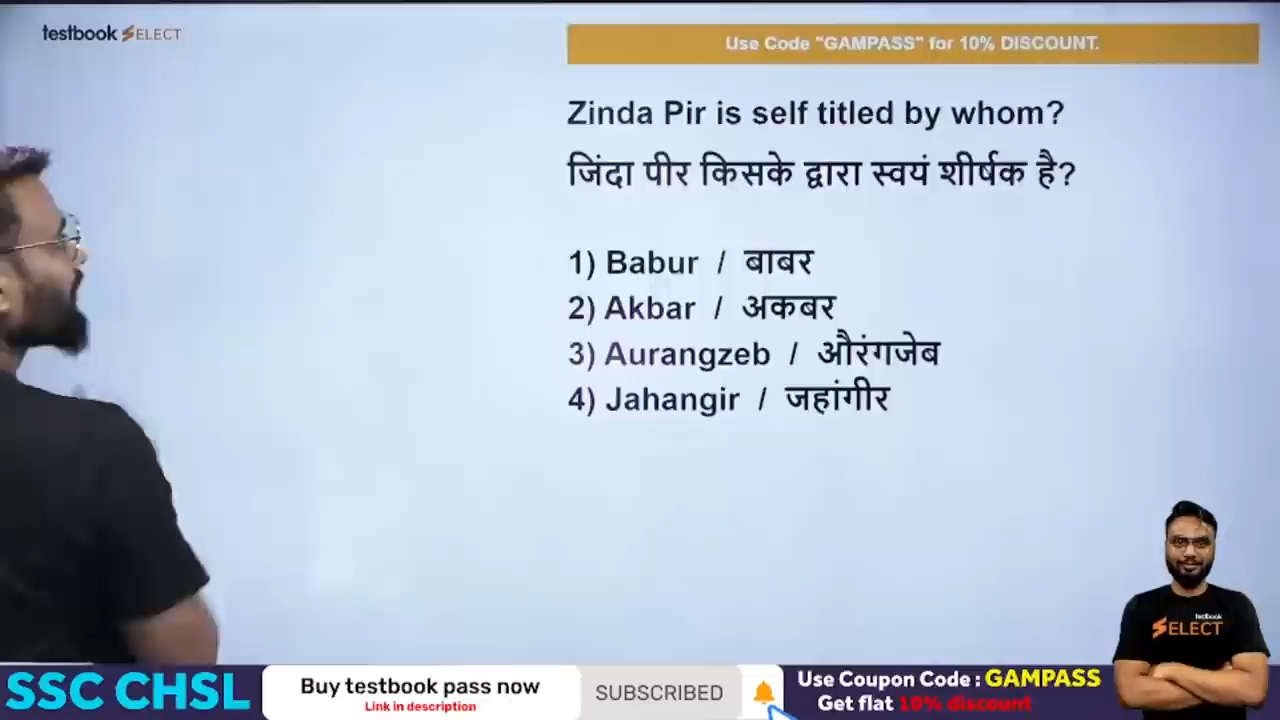 testbook SELECT
Use Code "GAMPASS" for 10% DISCOUNT.
Zinda Pir is self titled by whom?
जिंदा पीर किसके द्वारा स्वयं शीर्षक है?
1) Babur / बाबर
2) Akbar / अकबर
3) Aurangzeb / औरंगजेब
4) Jahangir / जहांगीर
testbook
SELECT
SSC CHSL
Buy testbook pass now
Link in description
SUBSCRIBED
Use Coupon Code : GAMPASS
Get flat 10% discount